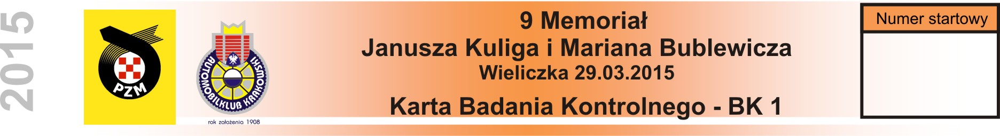 2015
PZM
AUTOMOBILKLUB KRAKOWSKI
rok założenia 1908
9 Memoriał
Janusza Kuliga i Mariana Bublewicza
Wieliczka 29.03.2015
Karta Badania Kontrolnego - BK 1
Numer startowy